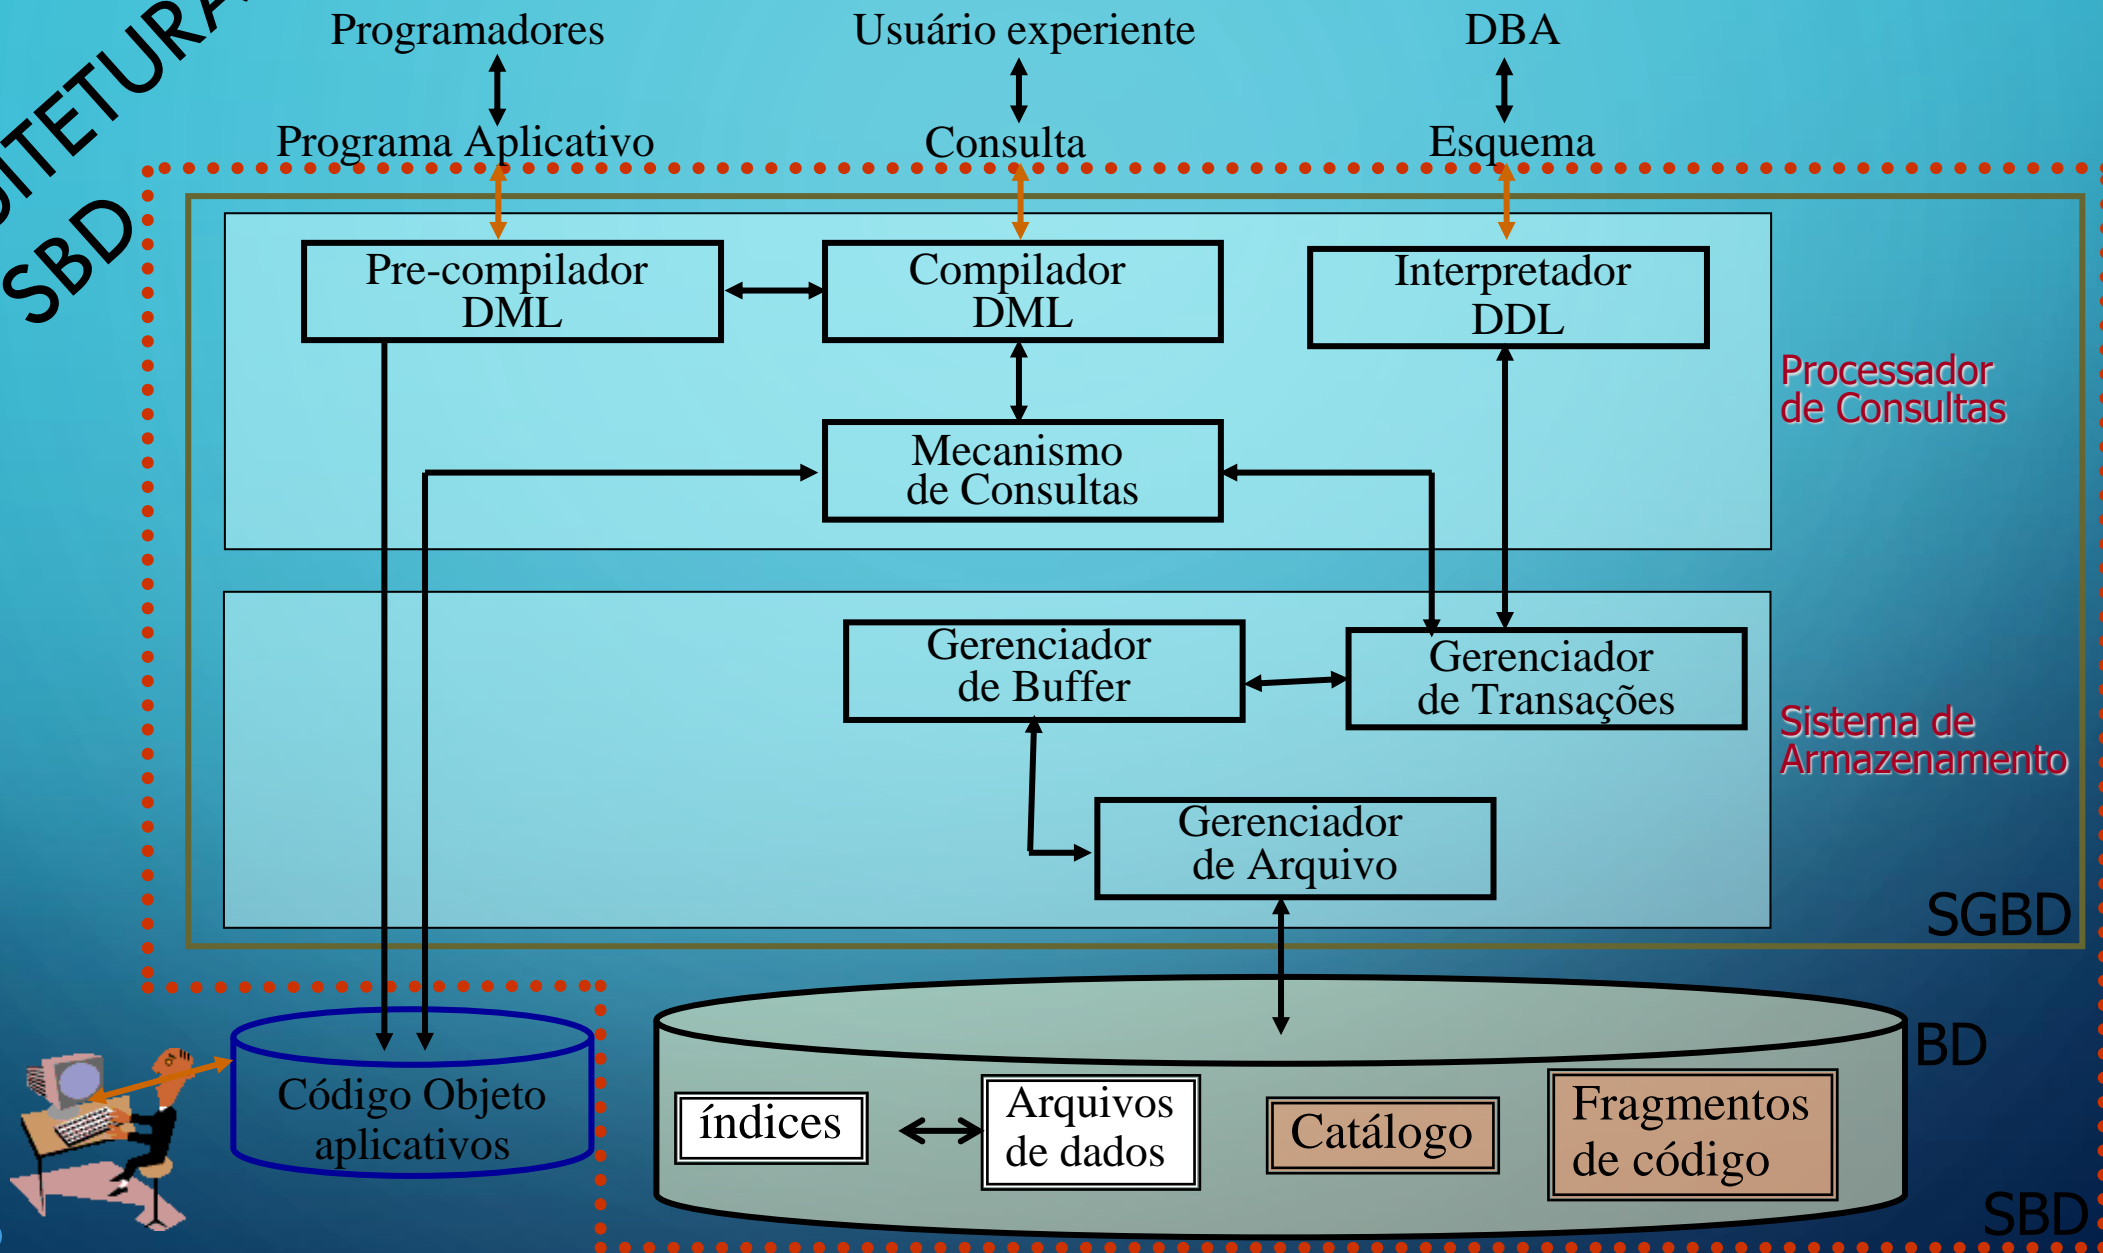 SBD
Programadores
Usuário experiente
DBA
Programa Aplicativo
Consulta
Esquema
Pre-compilador
DML
Compilador
DML
Interpretador
DDL
Processador
de Consultas
Mecanismo
de Consultas
Gerenciador
de Buffer
Gerenciador
de Transações
Sistema de
Armazenamento
Gerenciador
de Arquivo
SGBD
BD
Código Objeto
aplicativos
índices
Arquivos
de dados
Catálogo
Fragmentos
de código
SBD